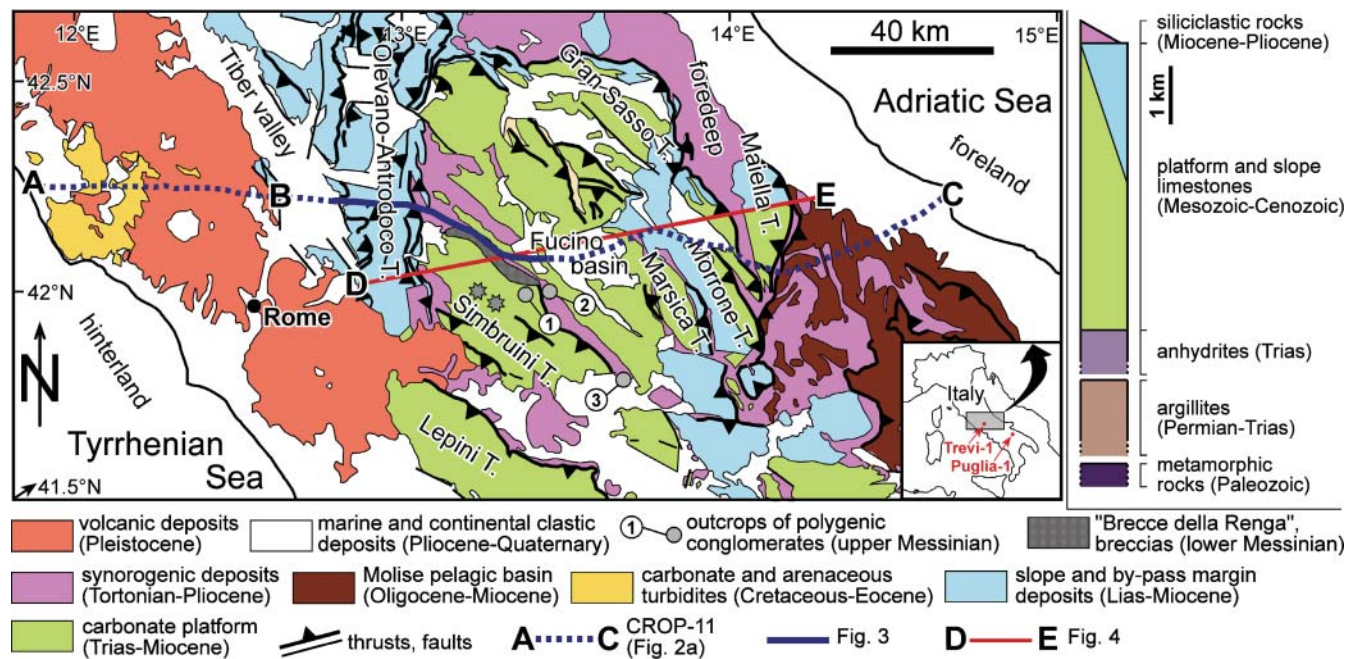 12°E
13°E
14°E
15°E
40 km
42.5°N
42°N
41.5°N
Tiber valley
Olevano-Antrodoco T.
Gran Sasso T.
foredeep
Maiella T.
Adriatic Sea
foreland
A
B
E
C
D
Fucino
basin
Rome
Simbruini T.
Marsica T.
Morrone T.
1
2
3
N
hinterland
Tyrrhenian
Sea
Lepini T.
Italy
Trevi-1
Puglia-1
siliciclastic rocks
(Miocene-Pliocene)
1 km
platform and slope
limestones
(Mesozoic-Cenozoic)
anhydrites (Trias)
argillites
(Permian-Trias)
metamorphic
rocks (Paleozoic)
volcanic deposits
(Pleistocene)
marine and continental clastic
deposits (Pliocene-Quaternary)
1
outcrops of polygenic
conglomerates (upper Messinian)
"Brecce della Renga",
breccias (lower Messinian)
synorogenic deposits
(Tortonian-Pliocene)
Molise pelagic basin
(Oligocene-Miocene)
carbonate and arenaceous
turbidites (Cretaceous-Eocene)
slope and by-pass margin
deposits (Lias-Miocene)
carbonate platform
(Trias-Miocene)
thrusts, faults
A C CROP-11
(Fig. 2a)
Fig. 3
D E Fig. 4